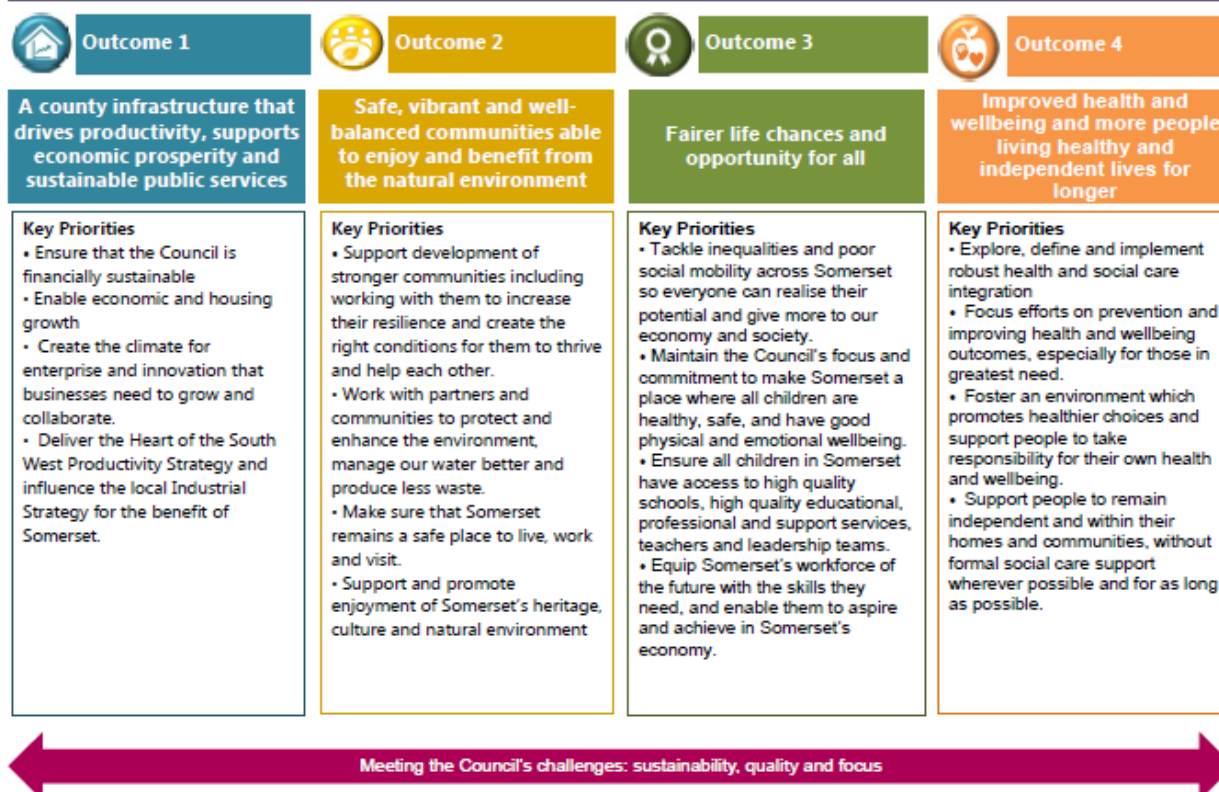 Outcome 1
A county infrastructure that
drives productivity, supports
economic prosperity and
sustainable public services
Key Priorities
• Ensure that the Council is
financially sustainable
• Enable economic and housing
growth
• Create the climate for
enterprise and innovation that
businesses need to grow and
collaborate.
• Deliver the Heart of the South
West Productivity Strategy and
influence the local Industrial
Strategy for the benefit of
Somerset.
Outcome 2
Safe, vibrant and well-
balanced communities able
to enjoy and benefit from
the natural environment
Key Priorities
• Support development of
stronger communities including
working with them to increase
their resilience and create the
right conditions for them to thrive
and help each other.
• Work with partners and
communities to protect and
enhance the environment,
manage our water better and
produce less waste.
• Make sure that Somerset
remains a safe place to live, work
and visit.
• Support and promote
enjoyment of Somerset's heritage,
culture and natural environment
Outcome 3
Fairer life chances and
opportunity for all
Key Priorities
• Tackle inequalities and poor
social mobility across Somerset
so everyone can realise their
potential and give more to our
economy and society.
• Maintain the Council's focus and
commitment to make Somerset a
place where all children are
healthy, safe, and have good
physical and emotional wellbeing.
• Ensure all children in Somerset
have access to high quality
schools, high quality educational,
professional and support services,
teachers and leadership teams.
• Equip Somerset's workforce of
the future with the skills they
need, and enable them to aspire
and achieve in Somerset's
economy.
Outcome 4
Improved health and
wellbeing and more people
living healthy and
independent lives for
longer
Key Priorities
• Explore, define and implement
robust health and social care
integration
• Focus efforts on prevention and
improving health and wellbeing
outcomes, especially for those in
greatest need.
• Foster an environment which
promotes healthier choices and
support people to take
responsibility for their own health
and wellbeing.
• Support people to remain
independent and within their
homes and communities, without
formal social care support
wherever possible and for as long
as possible.
Meeting the Council's challenges: sustainability, quality and focus